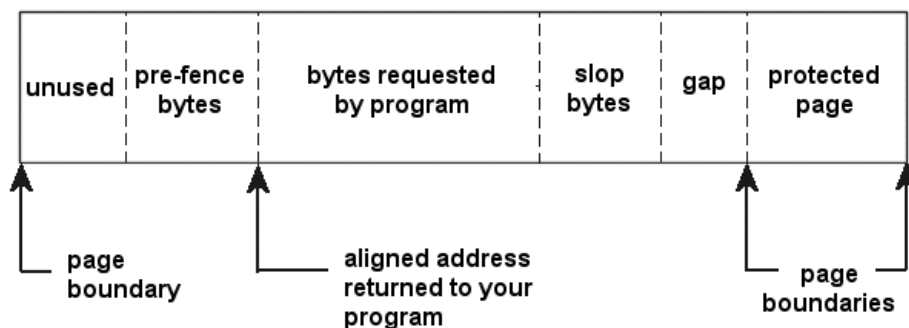 unused
pre-fence
bytes
bytes requested
by program
slop
bytes
gap
protected
page
page
boundary
aligned address
returned to your
program
page
boundaries